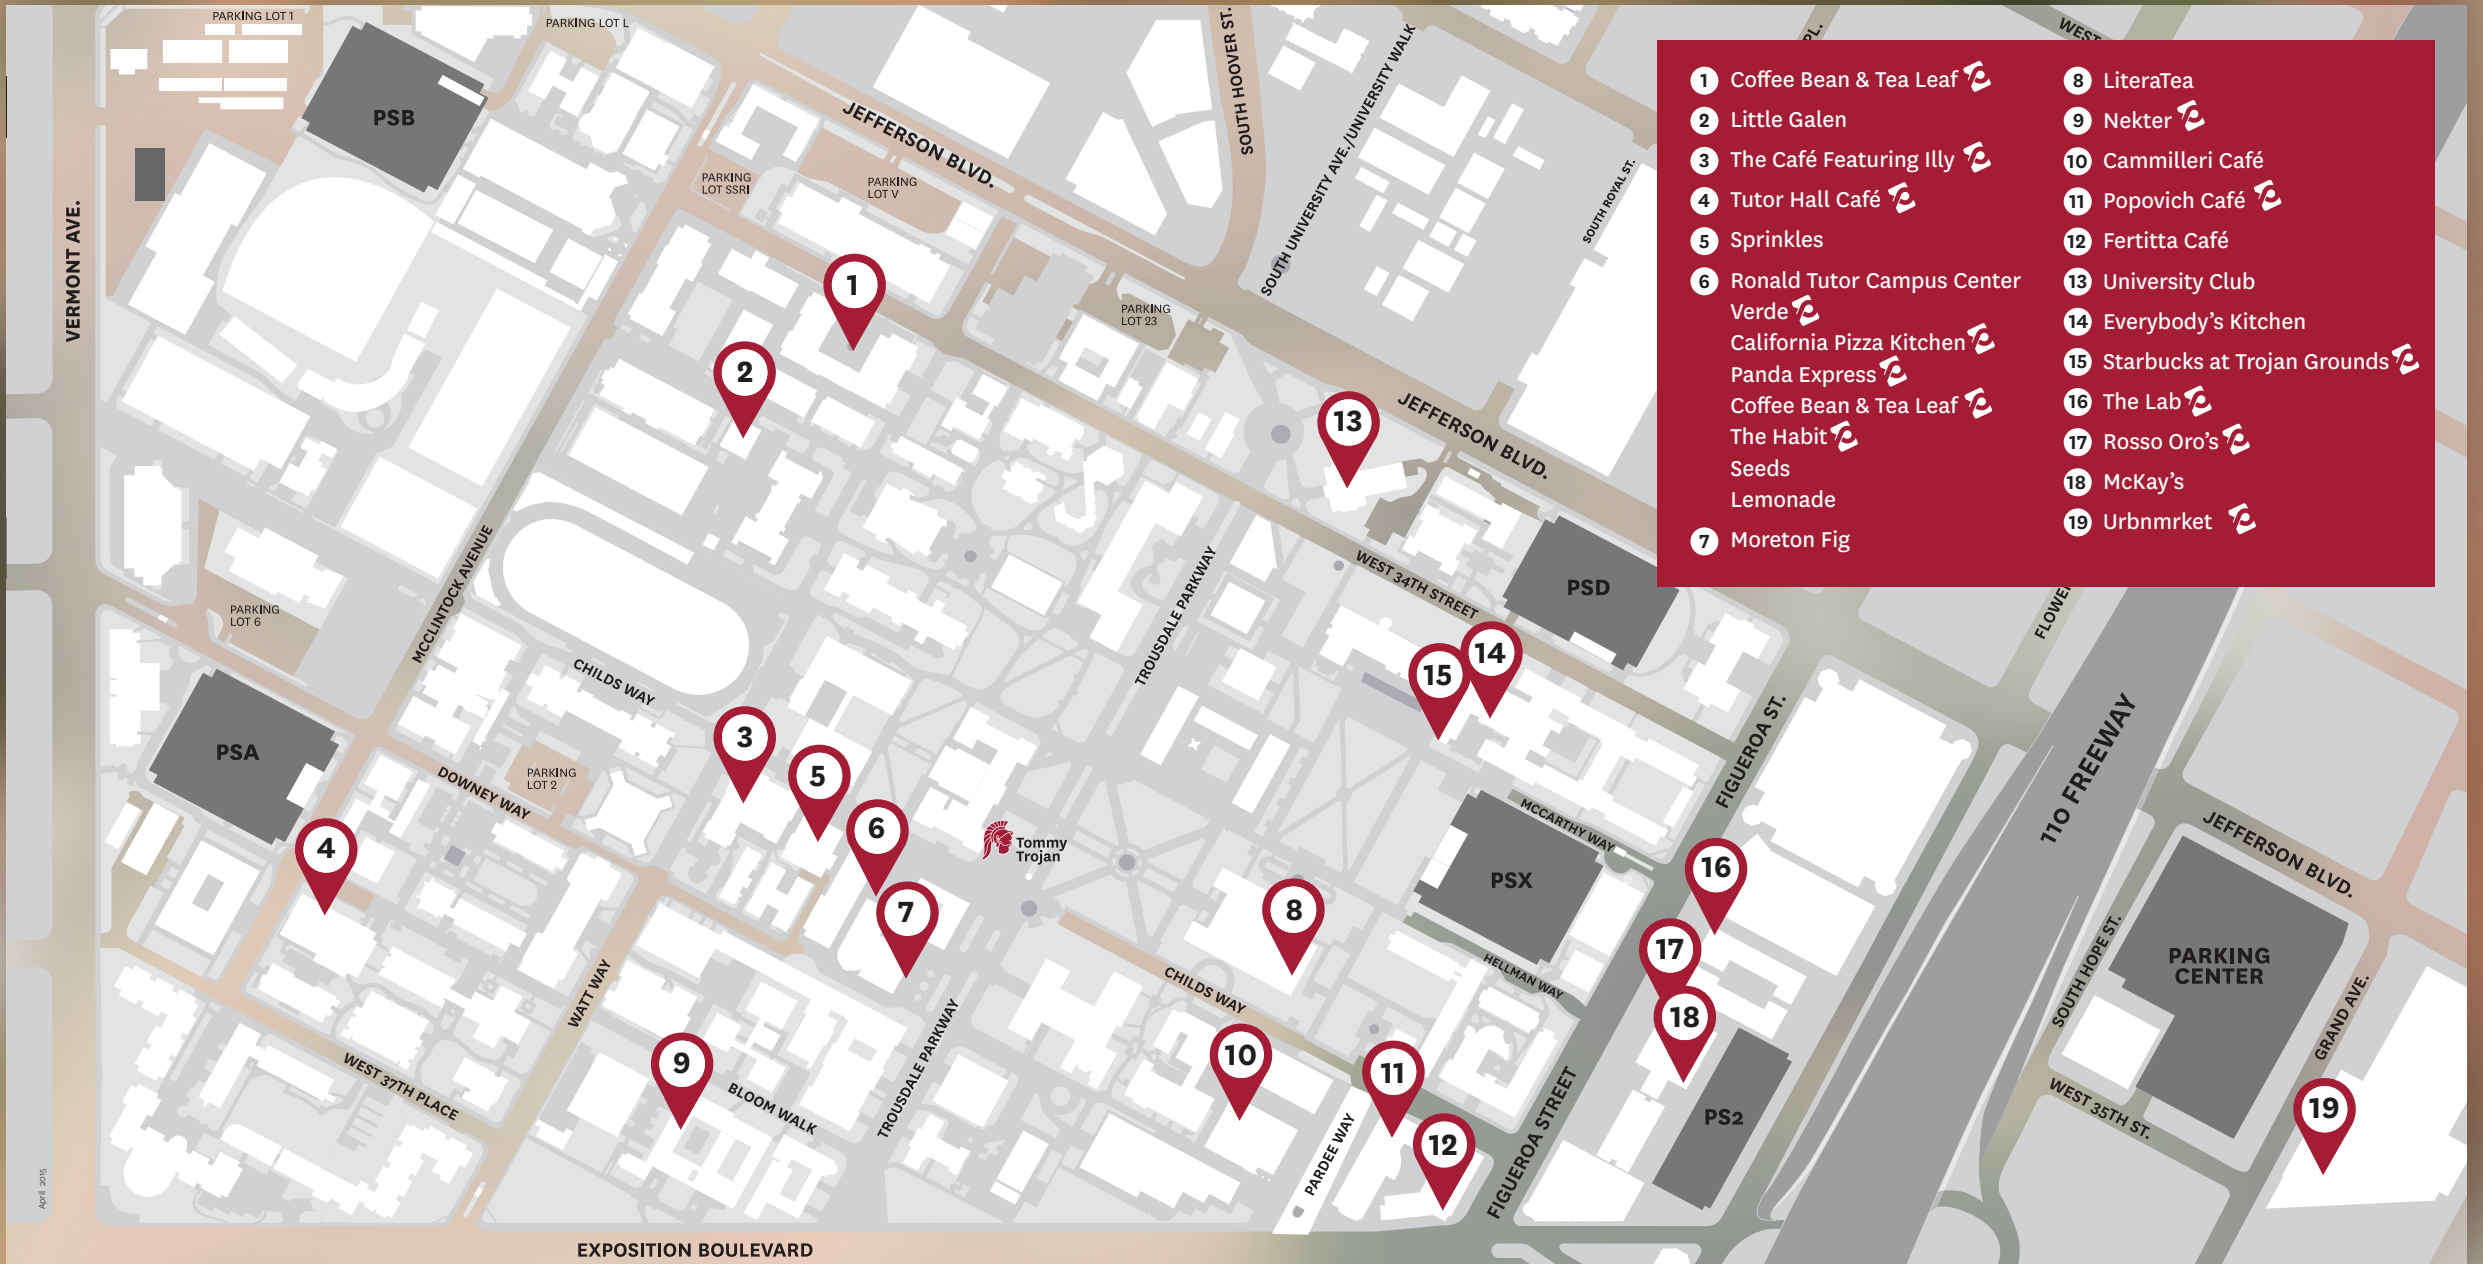 PARKING LOT 1
PARKING LOT L
PSB
VERMONT AVE.
JEFFERSON BLVD.
SOUTH HOOVER ST.
SOUTH UNIVERSITY AVE./UNIVERSITY WALK
SOUTH ROYAL ST.
PL.
WEST
PARKING
LOT SSRI
PARKING
LOT V
PARKING
LOT 23
1
2
13
JEFFERSON BLVD.
1 Coffee Bean & Tea Leaf
2 Little Galen
3 The Café Featuring Illy
4 Tutor Hall Café
5 Sprinkles
6 Ronald Tutor Campus Center
Verde
California Pizza Kitchen
Panda Express
Coffee Bean & Tea Leaf
The Habit
Seeds
Lemonade
7 Moreton Fig
8 LiteraTea
9 Nekter
10 Cammilleri Café
11 Popovich Café
12 Fertitta Café
13 University Club
14 Everybody's Kitchen
15 Starbucks at Trojan Grounds
16 The Lab
17 Rosso Oro's
18 McKay's
19 Urbnmrket
MCCLINTOCK AVENUE
PARKING
LOT 6
CHILDS WAY
TROUSDALE PARKWAY
WEST 34TH STREET
PSD
FLOWER
14
15
PSA
DOWNEY WAY
PARKING
LOT 2
3
5
6
4
7
Tommy
Trojan
8
MCCARTHY WAY
PSX
HELLMAN WAY
FIGUEROA ST.
110 FREEWAY
16
17
18
JEFFERSON BLVD.
SOUTH HOPE ST.
PARKING
CENTER
GRAND AVE.
WEST 35TH ST.
19
WATT WAY
WEST 37TH PLACE
9
BLOOM WALK
TROUSDALE PARKWAY
CHILDS WAY
10
11
12
PARDEE WAY
FIGUEROA STREET
PS2
April 2015
EXPOSITION BOULEVARD